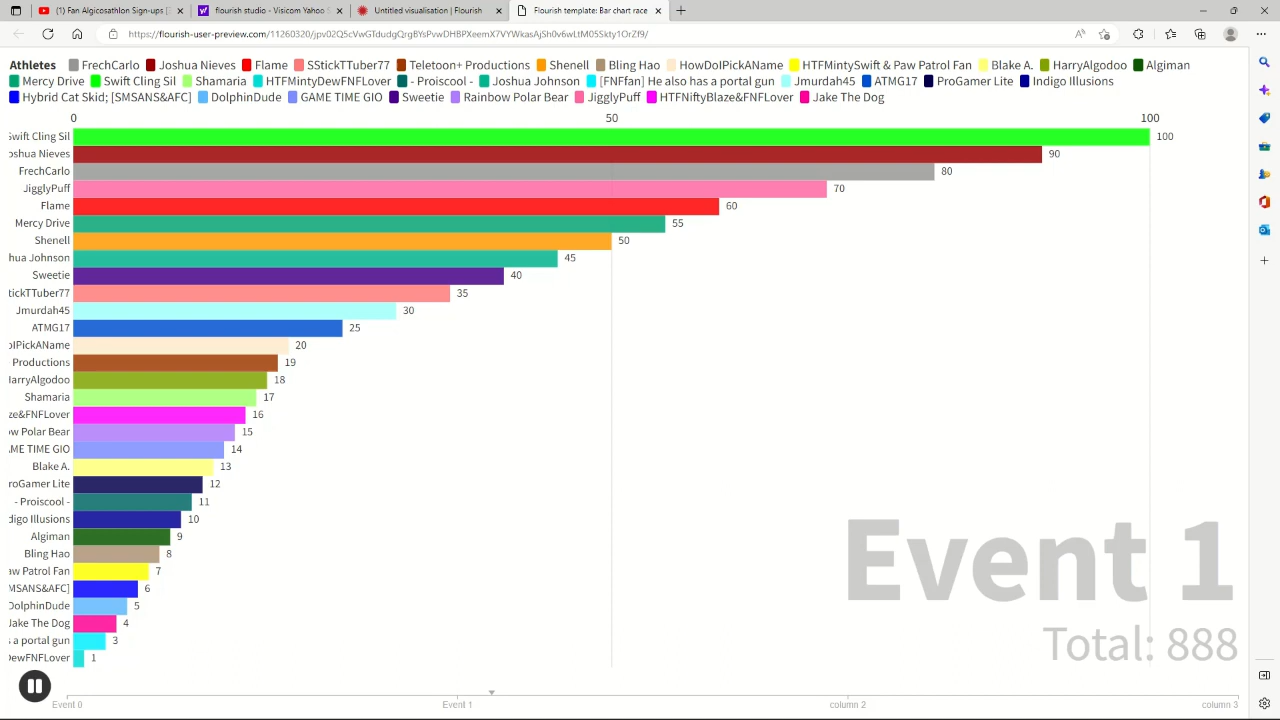 (1) Fan Algicosathlon Sign-ups [
flourish studio - Visicom Yahoo S
Untitled visualisation | Flourish
Flourish template: Bar chart race
https://flourish-user-preview.com/11260320/jpv02Q5cVwGTdudgQrgBYsPvwDHBPXeemX7VYWkasAjSh0v6wLtM05Skty1OrZf9/
Athletes FrechCarlo Joshua Nieves Flame SStickTTuber77 Teletoon+ Productions Shenell Bling Hao HowDoIPickAName HTFMintySwift & Paw Patrol Fan Blake A. HarryAlgodoo Algiman
Mercy Drive Swift Cling Sil Shamaria HTFMintyDewFNFLover - Proiscool - Joshua Johnson [FNFfan] He also has a portal gun Jmurdah45 ATMG17 ProGamer Lite Indigo Illusions
Hybrid Cat Skid; [SMSANS&AFC] DolphinDude GAME TIME GIO Sweetie Rainbow Polar Bear JigglyPuff HTFNiftyBlaze&FNFLover Jake The Dog
0 50 100
Swift Cling Sil 100
oshua Nieves 90
FrechCarlo 80
JigglyPuff 70
Flame 60
Mercy Drive 55
Shenell 50
hua Johnson 45
Sweetie 40
tickTTuber77 35
Jmurdah45 30
ATMG17 25
oIPickAName 20
Productions 19
HarryAlgodoo 18
Shamaria 17
ze&FNFLover 16
ow Polar Bear 15
AME TIME GIO 14
Blake A. 13
roGamer Lite 12
- Proiscool - 11
digo Illusions 10
Algiman 9
Bling Hao 8
aw Patrol Fan 7
MSANS&AFC] 6
DolphinDude 5
Jake The Dog 4
s a portal gun 3
DewFNFLover 1
Event 1
Total: 888
Event 0 Event 1 column 2 column 3